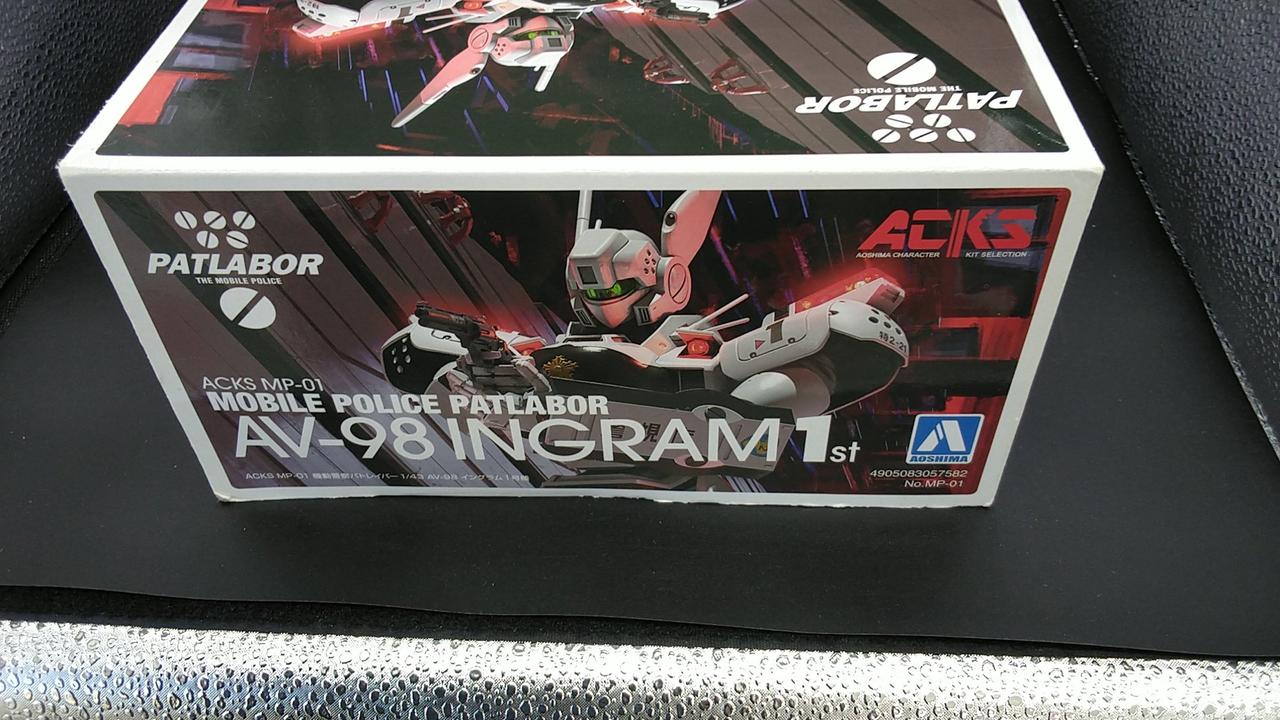 PATLABOR
THE MOBILE POLICE
PATLABOR
THE MOBILE POLICE
ACKS
AOSHIMA CHARACTER KIT SELECTION
152-21
ACKS MP-01
MOBILE POLICE PATLABOR
AV-98 INGRAM 1st
ACKS MP-01 機動警察パトレイバー 1/43 AV-98 イングラム 1号機
AOSHIMA
4905083057582
No.MP-01